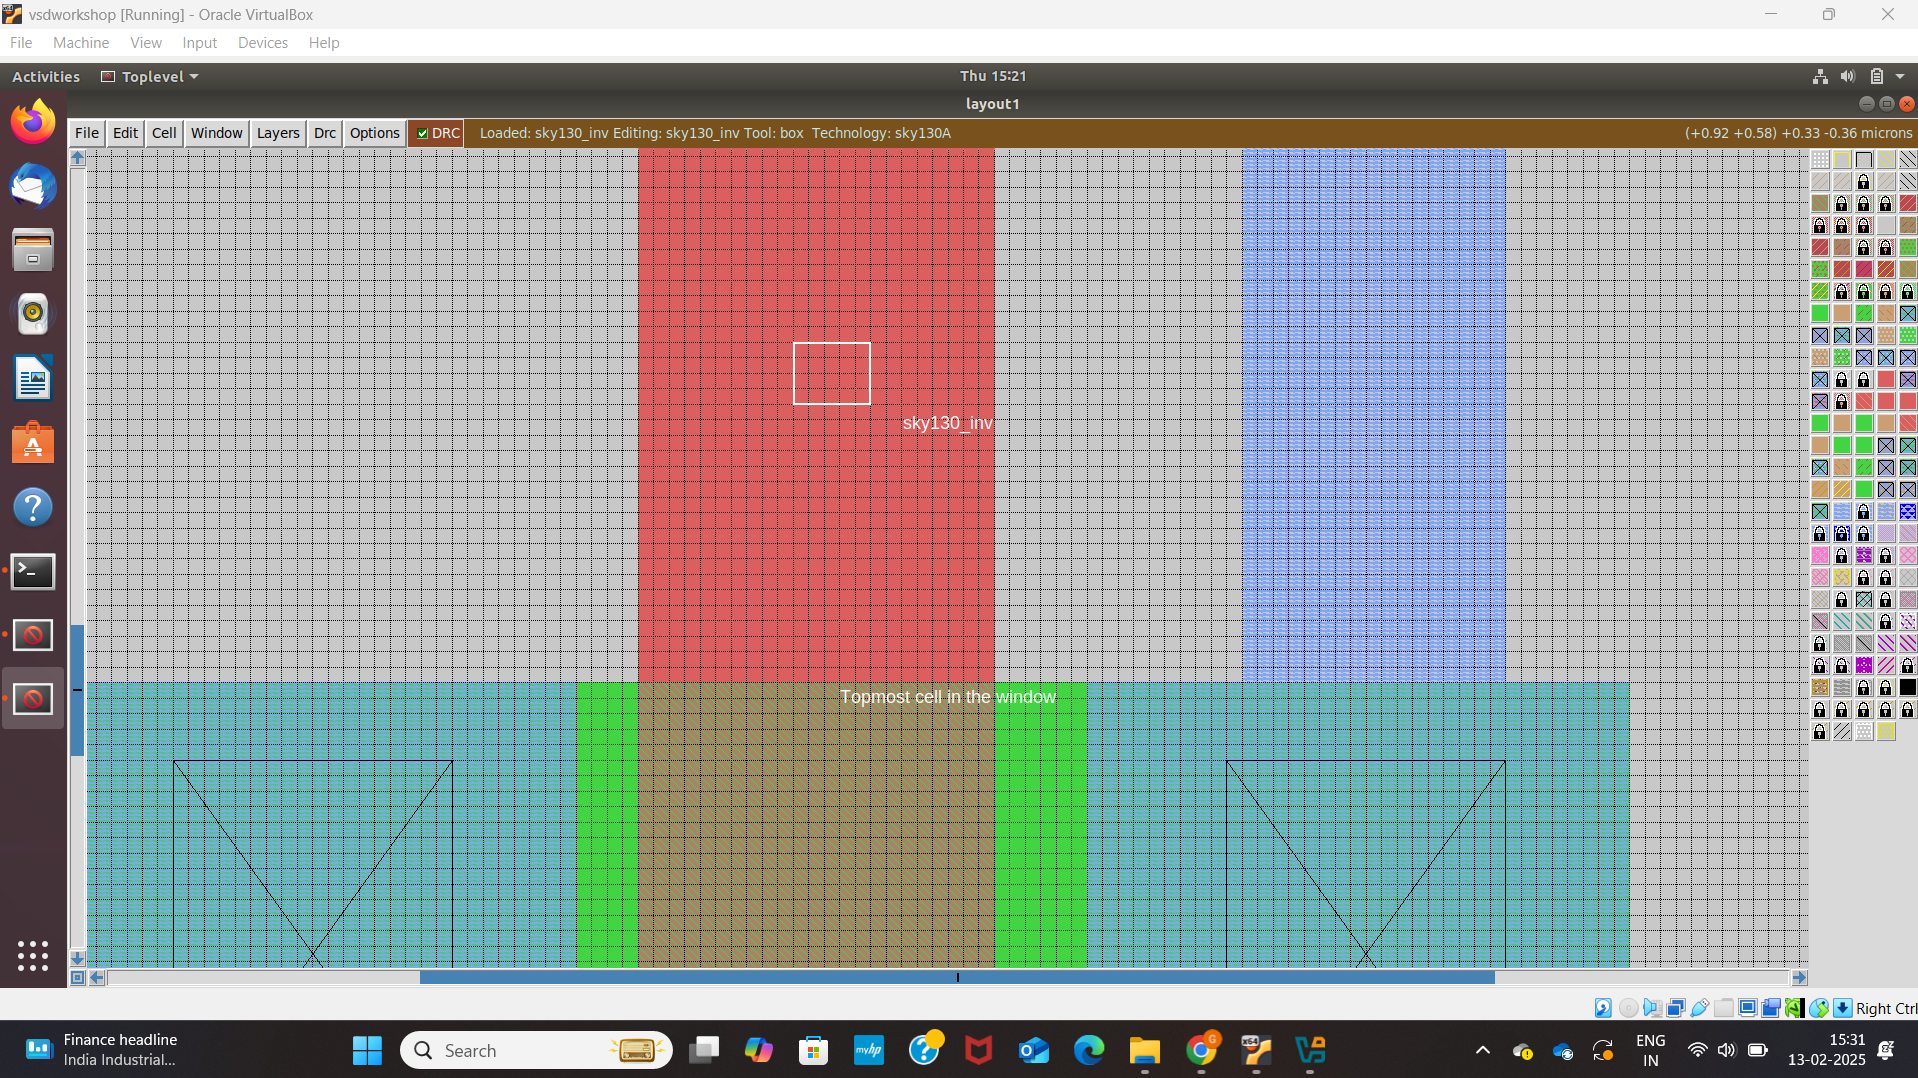 vsdworkshop [Running] - Oracle VirtualBox
File Machine View Input Devices Help
Activities Toplevel Thu 15:21
layout1
File Edit Cell Window Layers Drc Options DRC Loaded: sky130_inv Editing: sky130_inv Tool: box Technology: sky130A (+0.92 +0.58) +0.33 -0.36 microns
sky130_inv
Topmost cell in the window
Right Ctrl
Finance headline
India Industrial...
Search
ENG
IN
15:31
13-02-2025